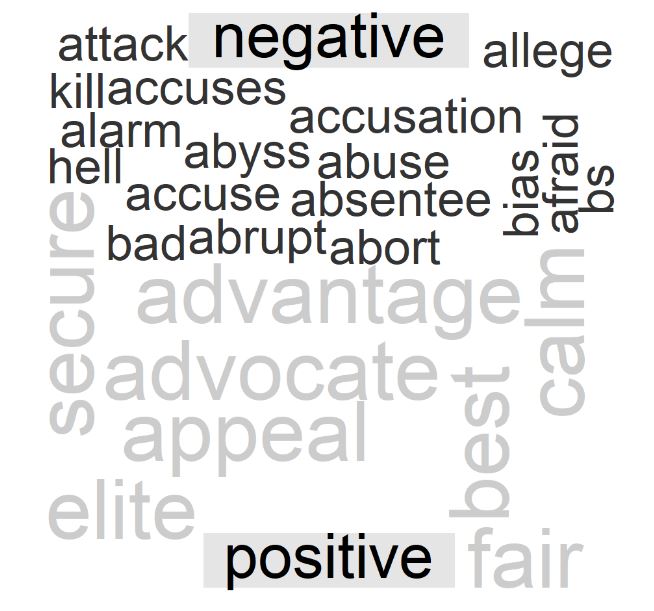 attack negative allege
kill accuses
alarm accusation
hell abyss abuse
accuse absentee bias afraid bs
bad abrupt abort
secure advantage calm
advocate
appeal best
elite
positive fair